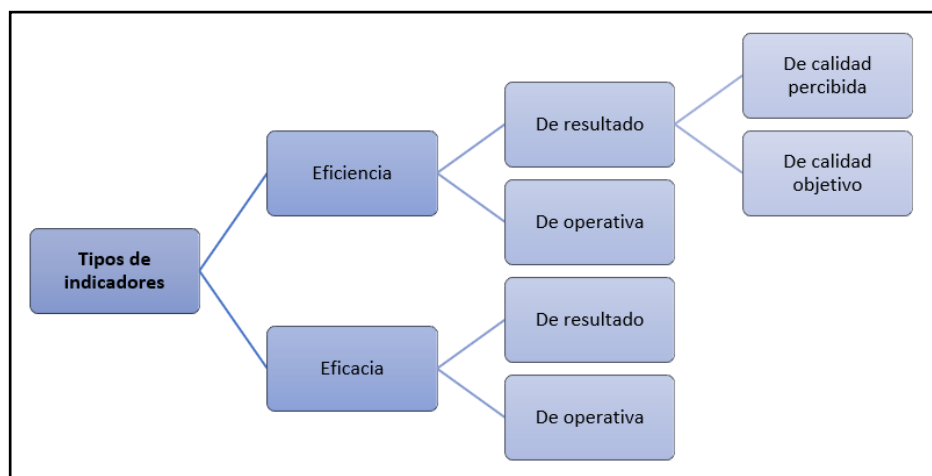 De calidad
percibida
De resultado
De calidad
objetivo
Eficiencia
De operativa
Tipos de
indicadores
De resultado
Eficacia
De operativa